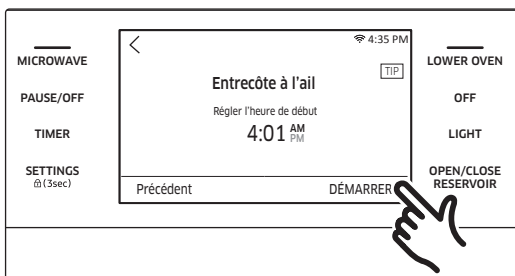 MICROWAVE
PAUSE/OFF
TIMER
SETTINGS
(3sec)
4:35 PM
TIP
Entrecôte à l'ail
Régler l'heure de début
4:01 AM
PM
Précédent
DÉMARRER
LOWER OVEN
OFF
LIGHT
OPEN/CLOSE
RESERVOIR